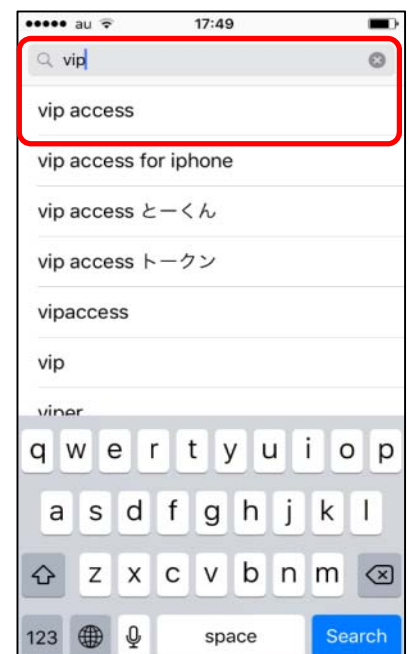 au 17:49
vip
vip access
vip access for iphone
vip access とーくん
vip access トークン
vipaccess
vip
viper
q w e r t y u i o p
a s d f g h j k l
z x c v b n m
123 space Search